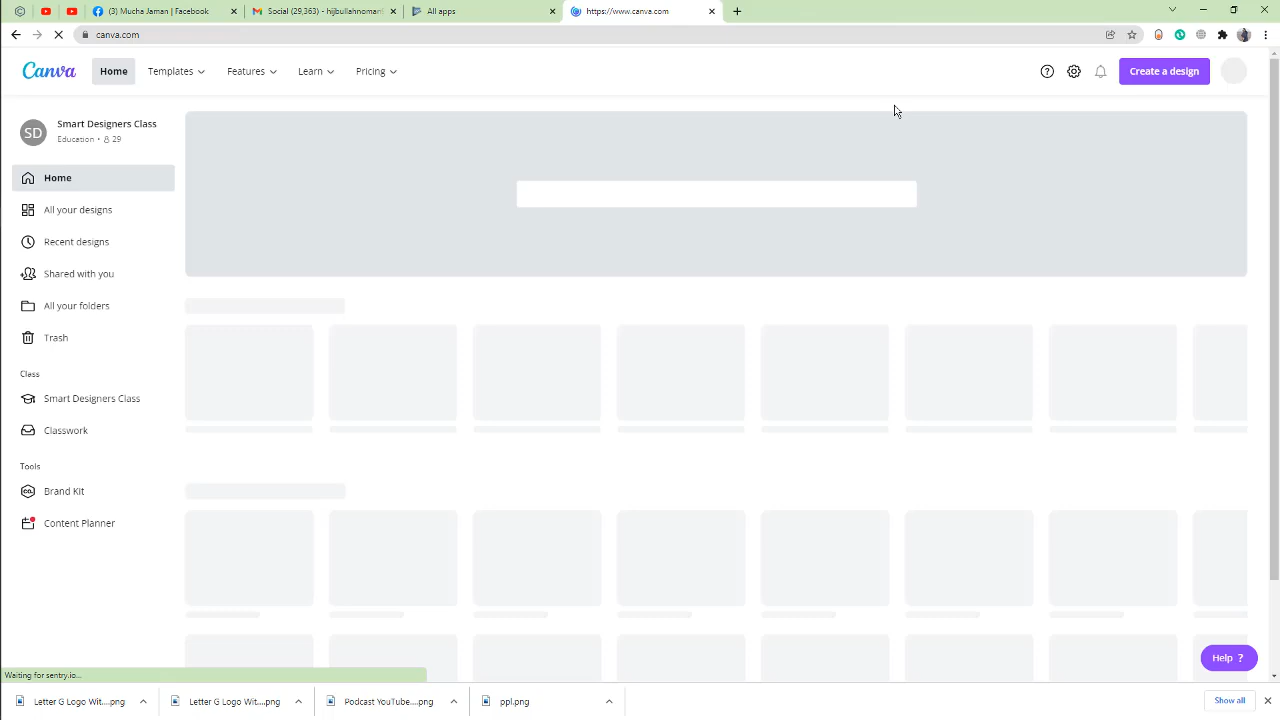 (3) Mucha Jaman | Facebook
Social (29,363) - hijbullahnoman
All apps
https://www.canva.com
canva.com
Canva
Home
Templates
Features
Learn
Pricing
Create a design
SD
Smart Designers Class
Education • 29
Home
All your designs
Recent designs
Shared with you
All your folders
Trash
Class
Smart Designers Class
Classwork
Tools
CO.
Brand Kit
Content Planner
Help ?
Waiting for sentry.io...
Letter G Logo Wit....png
Letter G Logo Wit....png
Podcast YouTube....png
ppl.png
Show all